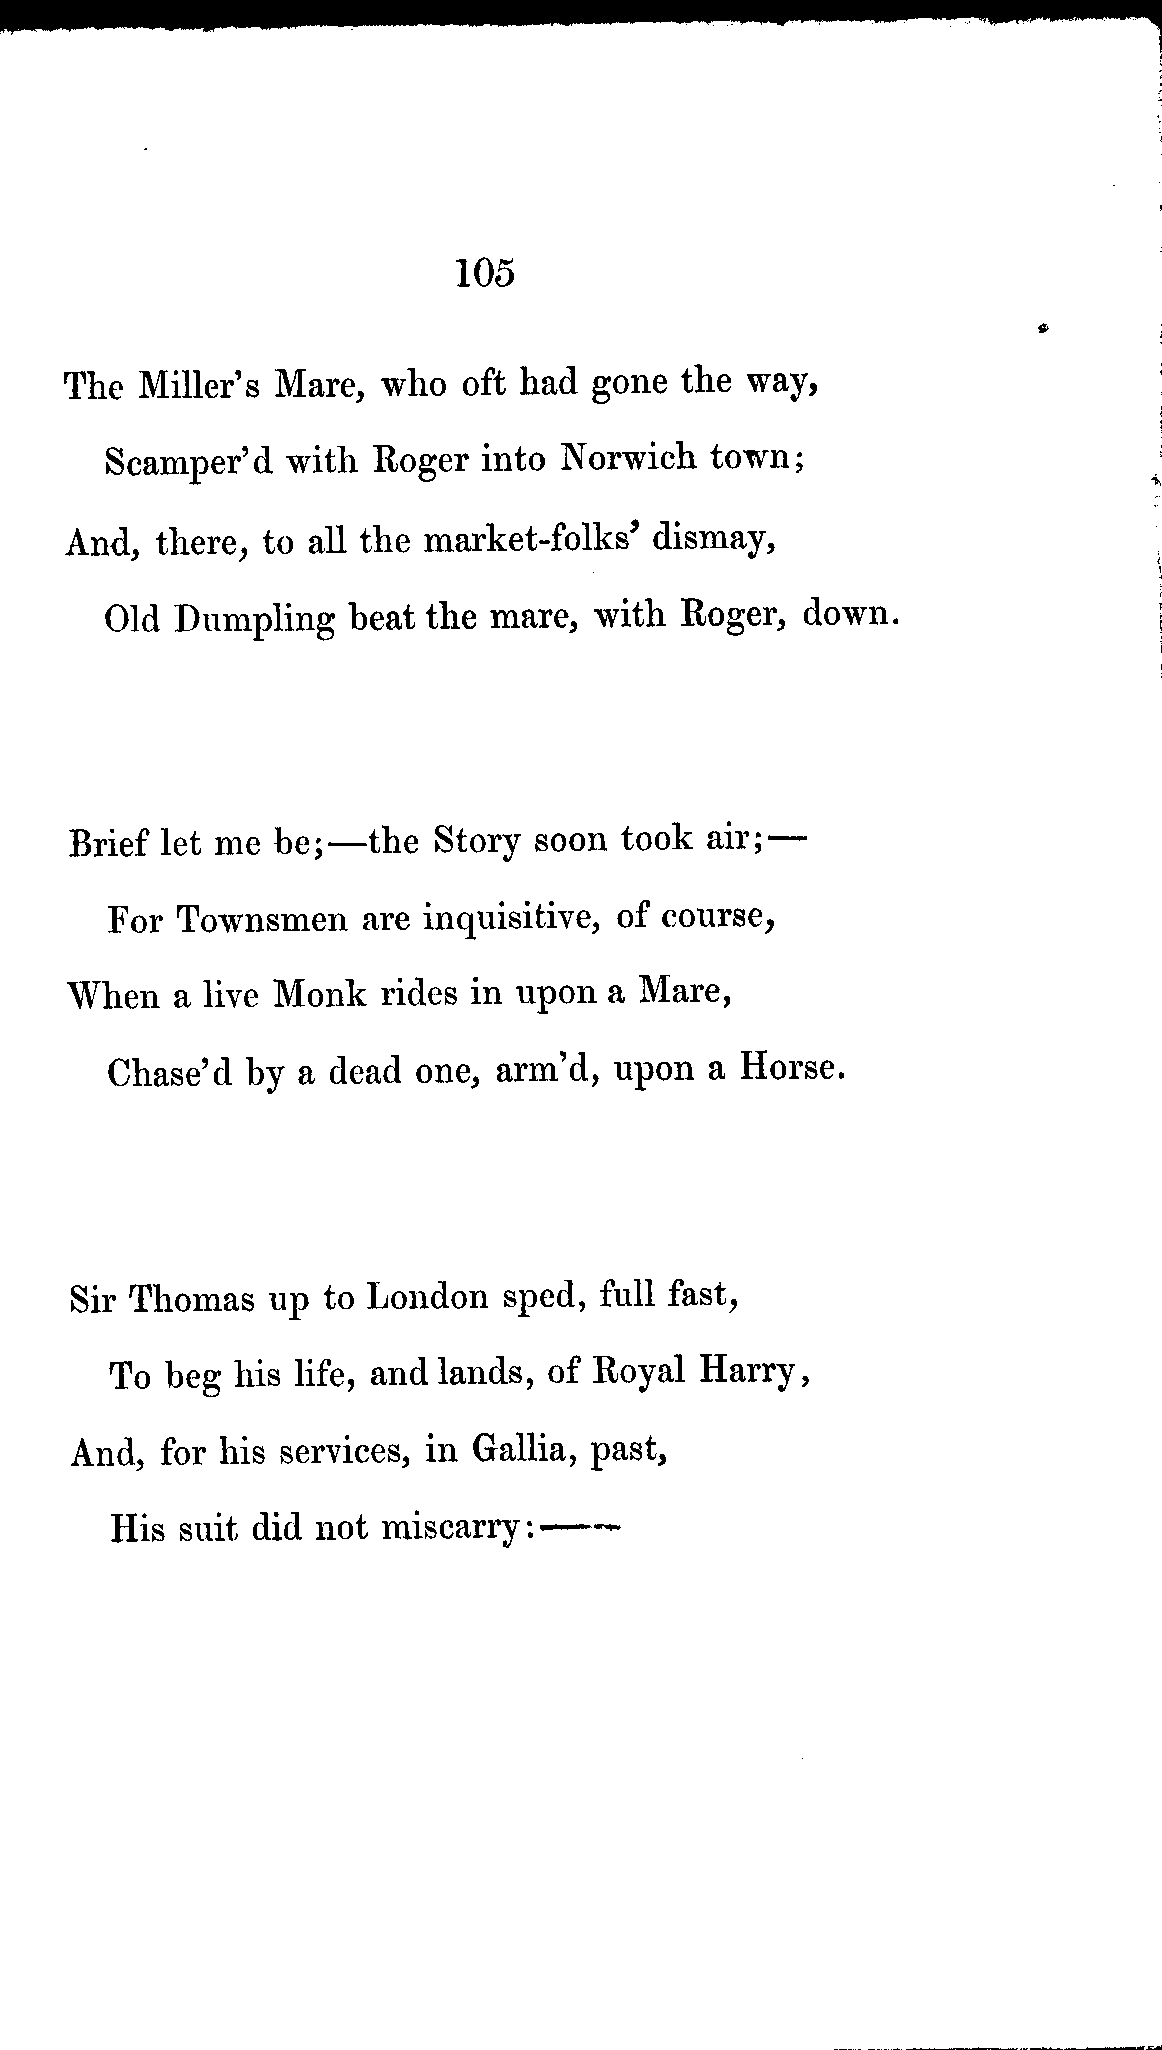 105
The Miller's Mare, who oft had gone the way,
Scamper'd with Roger into Norwich town;
And, there, to all the market-folks' dismay,
Old Dumpling beat the mare, with Roger, down.
Brief let me be;—the Story soon took air;—
For Townsmen are inquisitive, of course,
When a live Monk rides in upon a Mare,
Chase'd by a dead one, arm'd, upon a Horse.
Sir Thomas up to London sped, full fast,
To beg his life, and lands, of Royal Harry,
And, for his services, in Gallia, past,
His suit did not miscarry:——